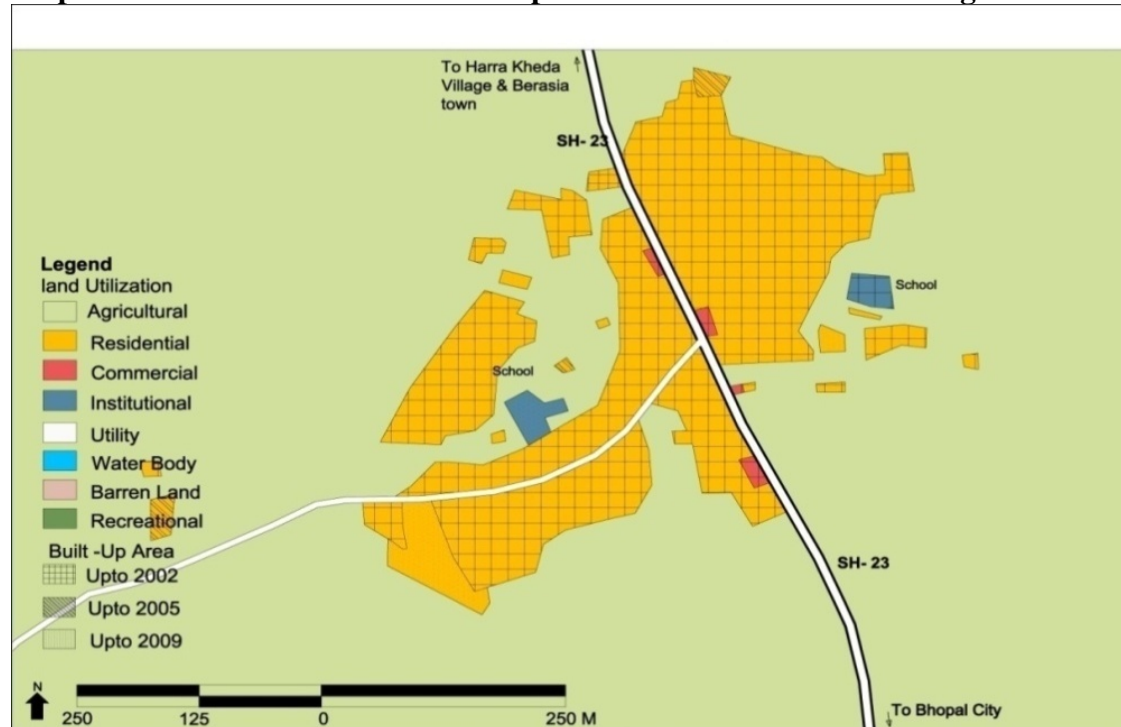 To Harra Kheda
Village & Berasia
town
SH- 23
School
School
Legend
land Utilization
Agricultural
Residential
Commercial
Institutional
Utility
Water Body
Barren Land
Recreational
Built -Up Area
Upto 2002
Upto 2005
Upto 2009
SH- 23
N
250 125 0 250 M
To Bhopal City